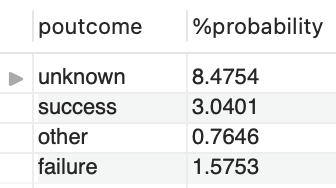 poutcome %probability
unknown 8.4754
success 3.0401
other 0.7646
failure 1.5753